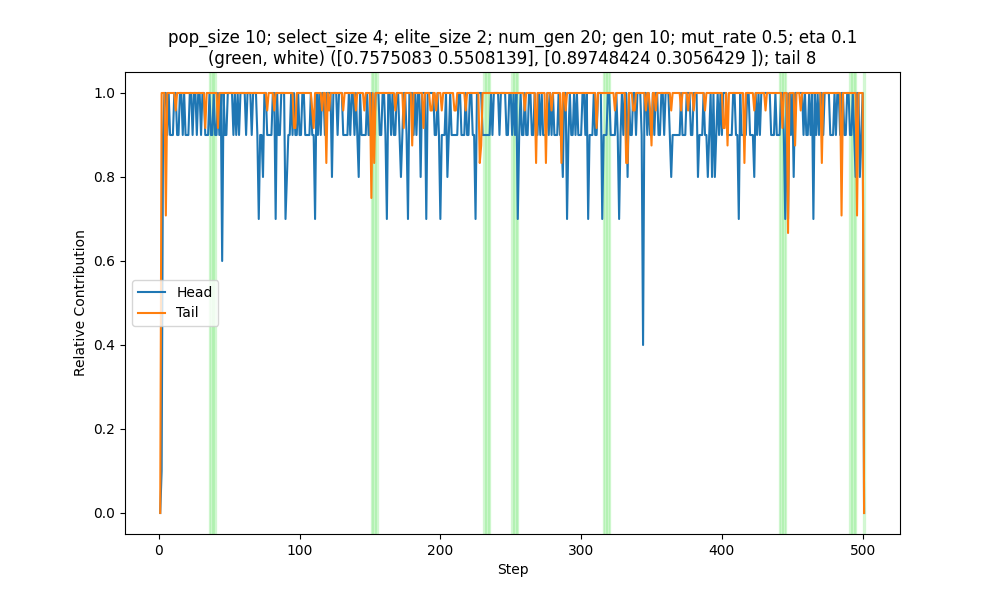 pop_size 10; select_size 4; elite_size 2; num_gen 20; gen 10; mut_rate 0.5; eta 0.1
(green, white) ([0.7575083 0.5508139], [0.89748424 0.3056429 ]); tail 8
1.0
0.8
0.6
0.4
0.2
0.0
Relative Contribution
Head
Tail
0 100 200 300 400 500
Step